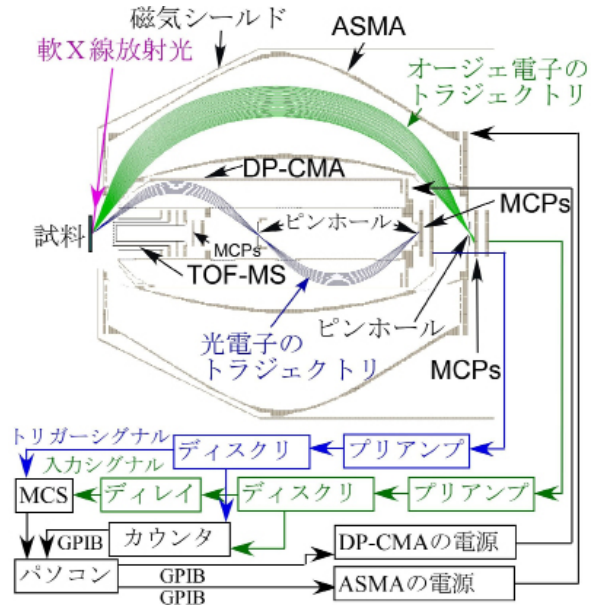 磁気シールド
ASMA
軟X線放射光
オージェ電子の
トラジェクトリ
DP-CMA
MCPs
ピンホール
試料
MCPs
TOF-MS
ピンホール
光電子の
トラジェクトリ
MCPs
トリガーシグナル
ディスクリ
プリアンプ
入力シグナル
MCS
ディレイ
ディスクリ
プリアンプ
GPIB
カウンタ
DP-CMAの電源
パソコン
GPIB
GPIB
ASMAの電源